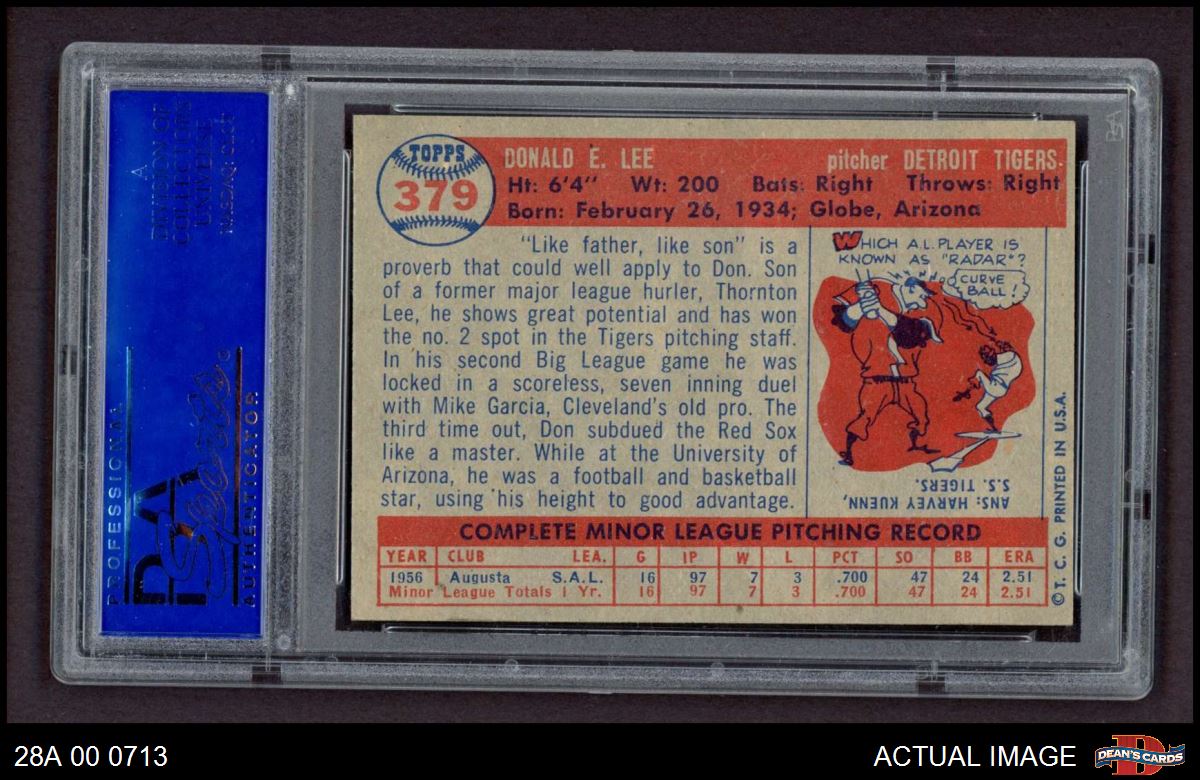 A
DIVISION OF
COLLECTORS
UNIVERSE
NASDAQ: CLCT
PROFESSIONAL
PSA
Sports
AUTHENTICATOR
TOPPS
379
DONALD E. LEE pitcher DETROIT TIGERS
Ht: 6'4" Wt: 200 Bats: Right Throws: Right
Born: February 26, 1934; Globe, Arizona
"Like father, like son" is a
proverb that could well apply to Don. Son
of a former major league hurler, Thornton
Lee, he shows great potential and has won
the no. 2 spot in the Tigers pitching staff.
In his second Big League game he was
locked in a scoreless, seven inning duel
with Mike Garcia, Cleveland's old pro. The
third time out, Don subdued the Red Sox
like a master. While at the University of
Arizona, he was a football and basketball
star, using his height to good advantage.
WHICH A.L. PLAYER IS
KNOWN AS "RADAR"?
CURVE
BALL!
ANS: HARVEY KUENN,
S.S. TIGERS.
COMPLETE MINOR LEAGUE PITCHING RECORD
YEAR CLUB LEA. G IP W L PCT SO BB ERA
1956 Augusta S.A.L. 16 97 7 3 .700 47 24 2.51
Minor League Totals 1 Yr. 16 97 7 3 .700 47 24 2.51
© T. C. G. PRINTED IN U.S.A.
28A 00 0713
ACTUAL IMAGE
D
DEAN'S CARDS